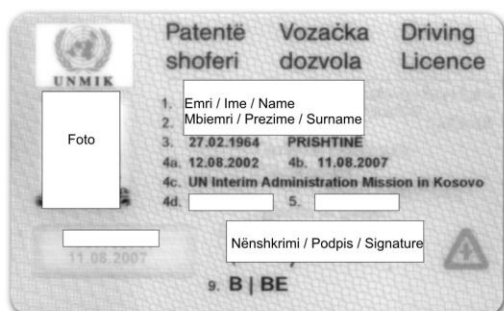 Patentë Vozačka Driving
shoferi dozvola Licence
UNMIK
1. Emri / Ime / Name
2. Mbiemri / Prezime / Surname
Foto
3. 27.02.1964 PRISHTINË
4a. 12.08.2002 4b. 11.08.2007
4c. UN Interim Administration Mission in Kosovo
4d. 5.
Nënshkrimi / Podpis / Signature
11.08.2007
9. B | BE